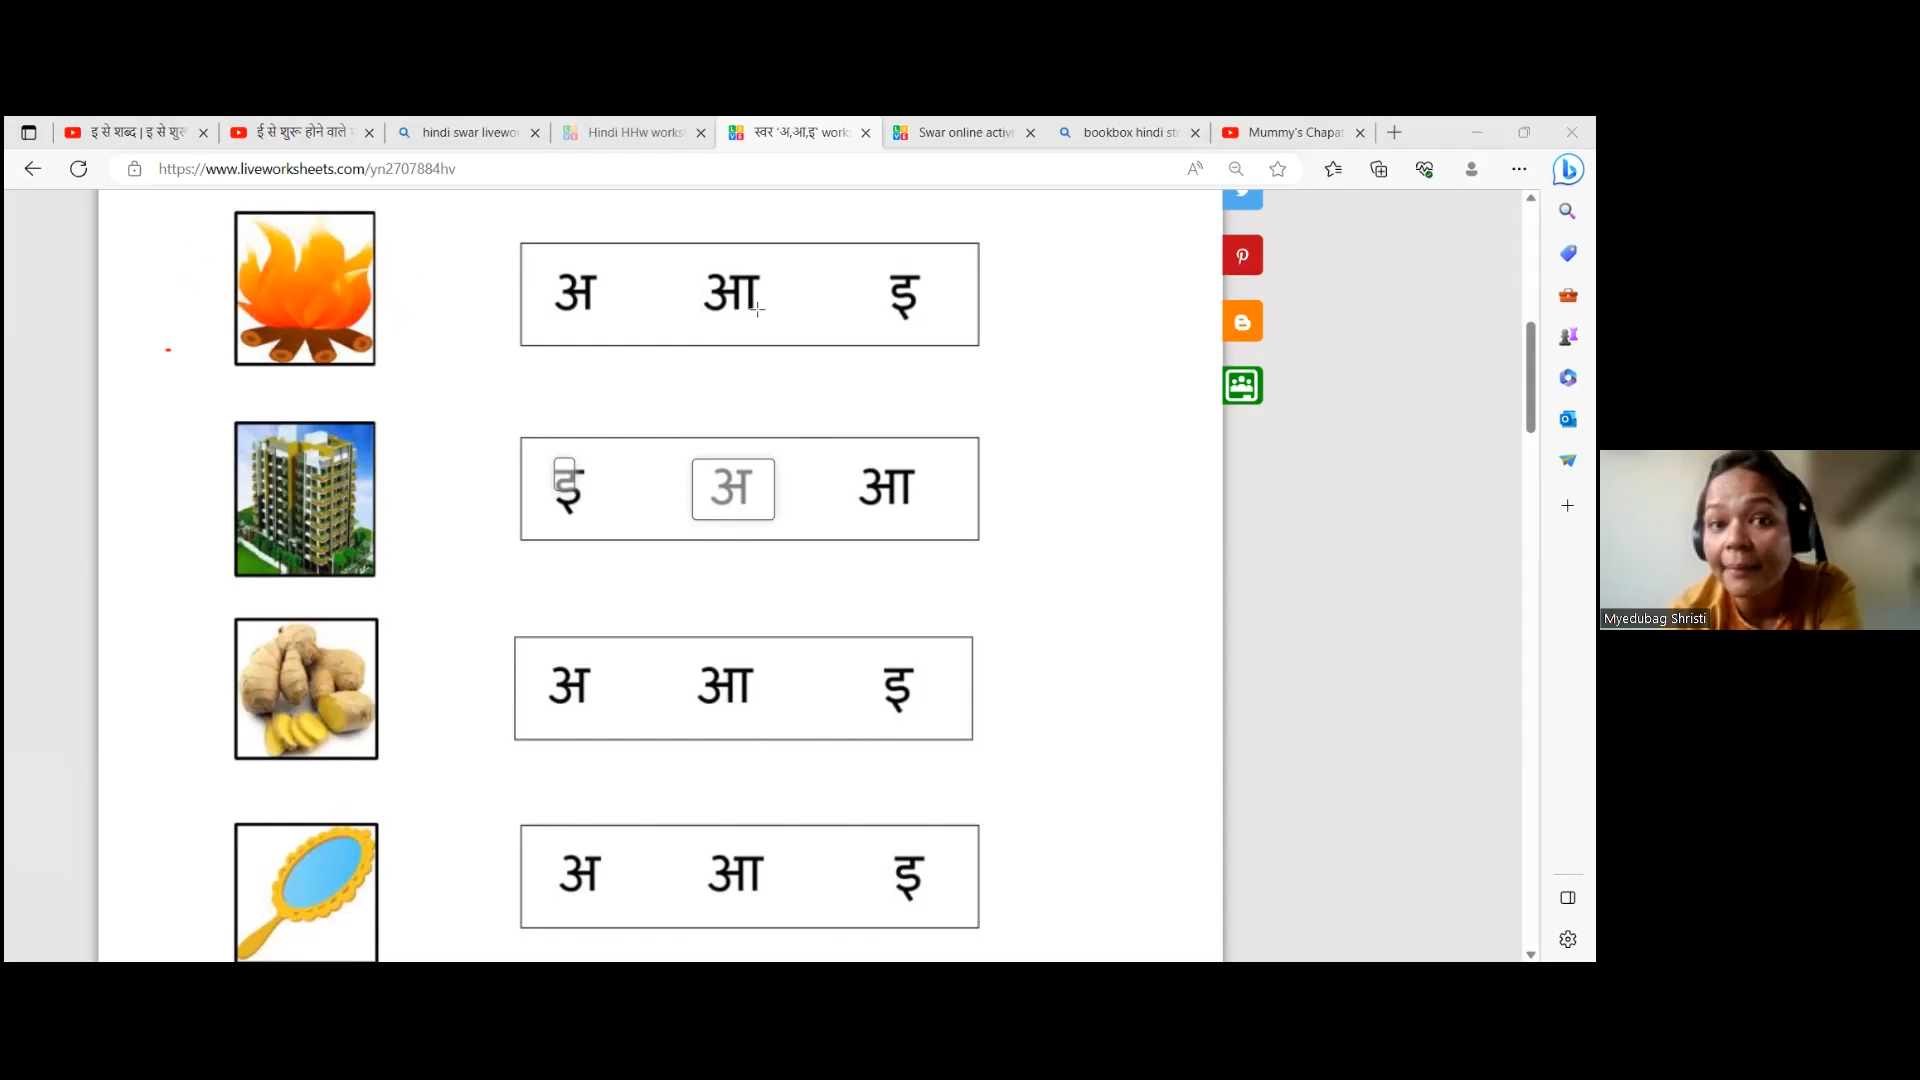 इ से शब्द | इ से शुरू
ई से शुरू होने वाले
hindi swar livewo
Hindi HHw works
स्वर 'अ,आ,इ' work
Swar online activi
bookbox hindi st
Mummy's Chapat
https://www.liveworksheets.com/yn2707884hv
अ आ इ
इ अ आ
Myedubag Shristi
अ आ इ
अ आ इ